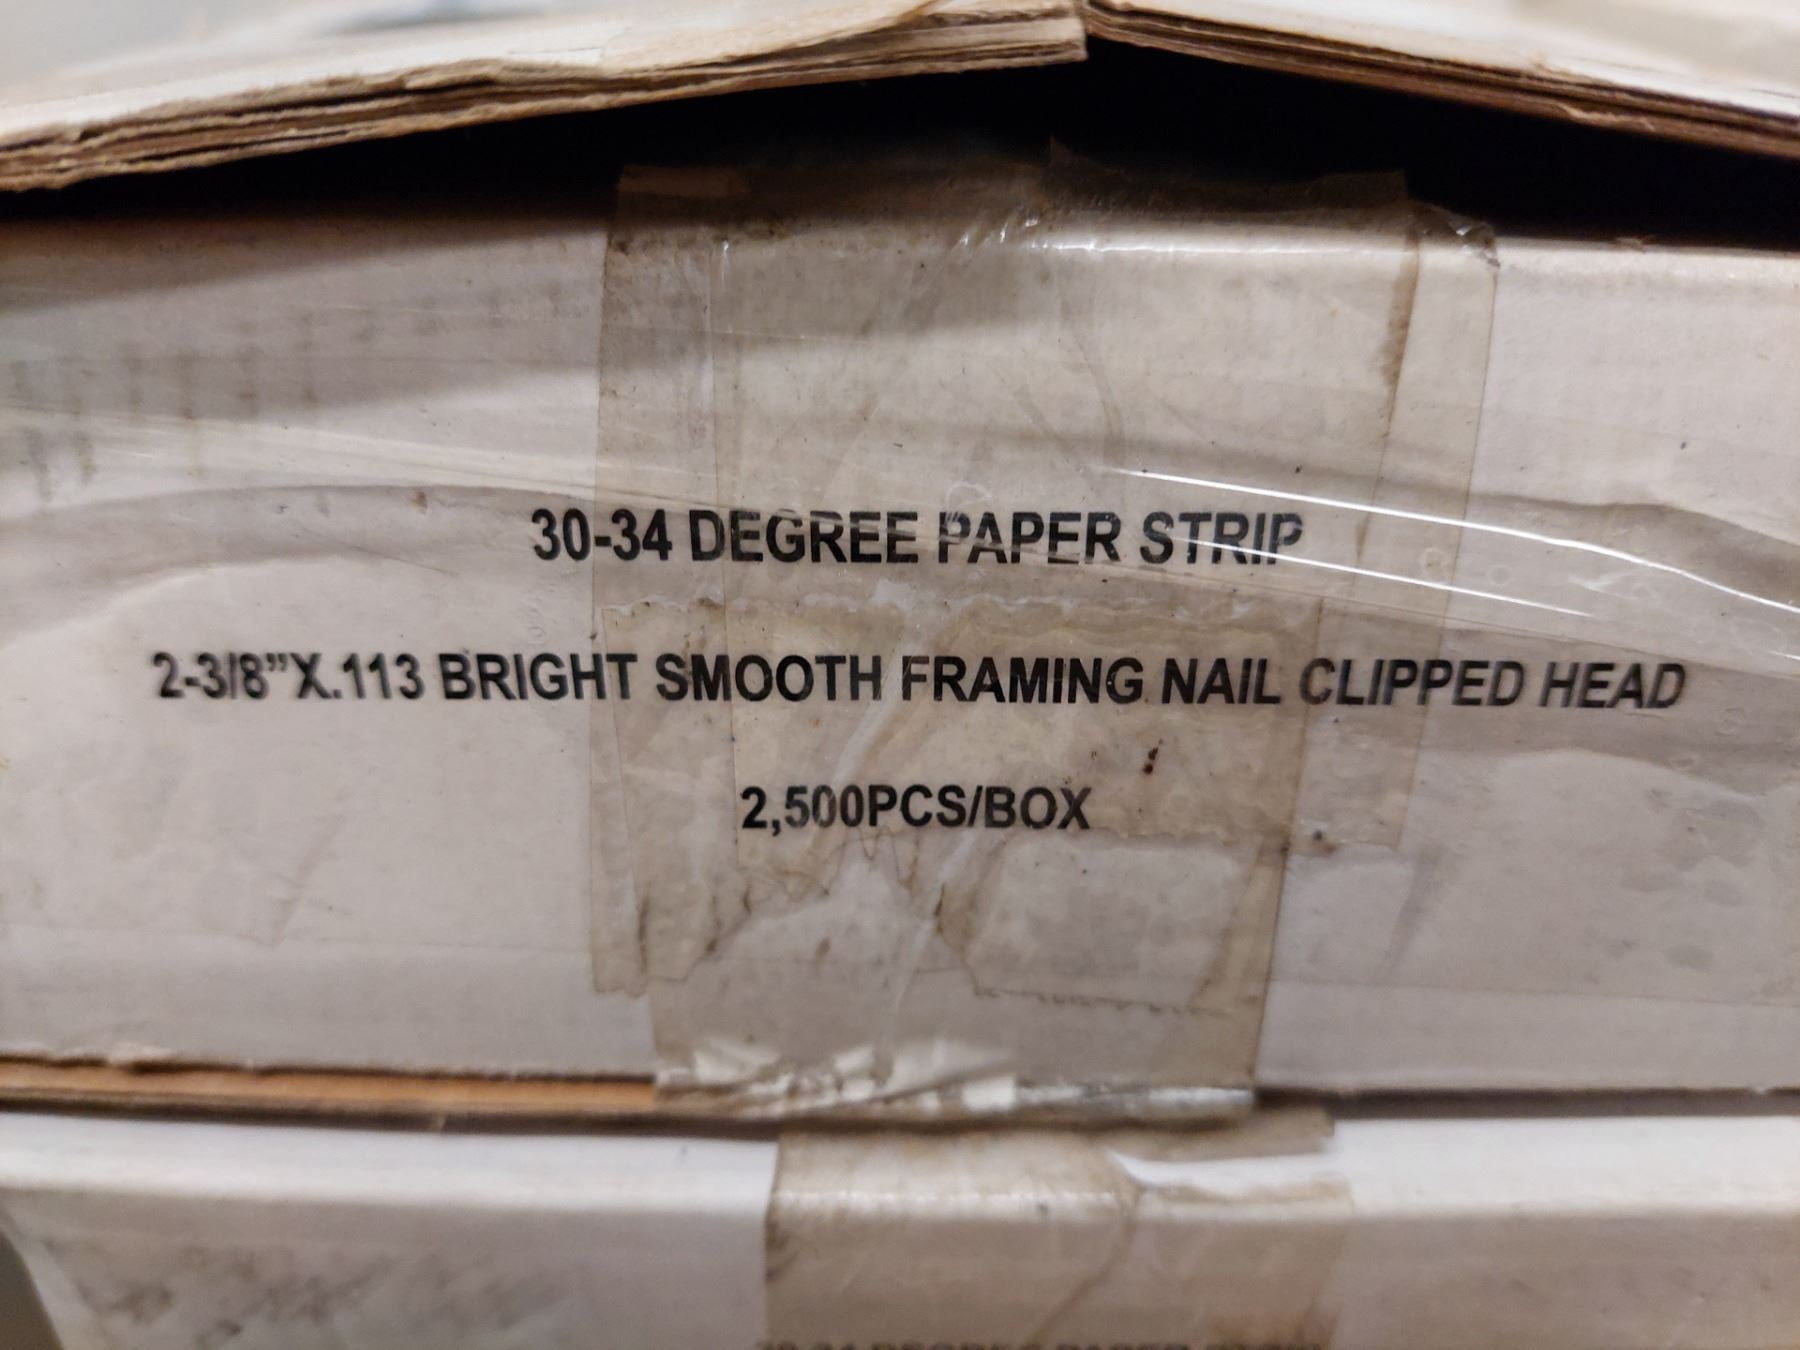 30-34 DEGREE PAPER STRIP
2-3/8”X.113 BRIGHT SMOOTH FRAMING NAIL CLIPPED HEAD
2,500PCS/BOX